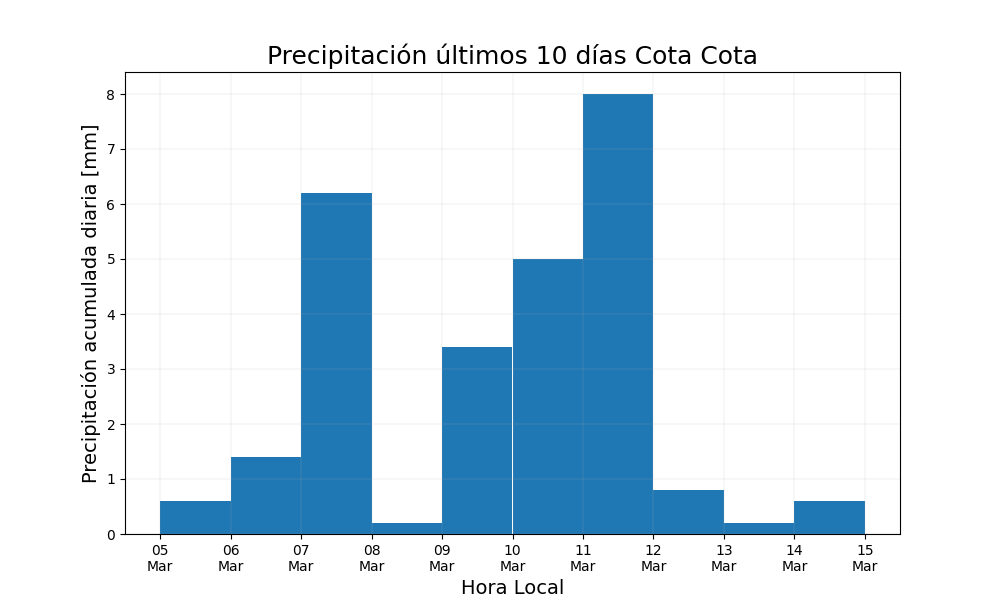 Precipitación últimos 10 días Cota Cota
Precipitación acumulada diaria [mm]
8
7
6
5
4
3
2
1
0
05 06 07 08 09 10 11 12 13 14 15
Mar Mar Mar Mar Mar Mar Mar Mar Mar Mar Mar
Hora Local